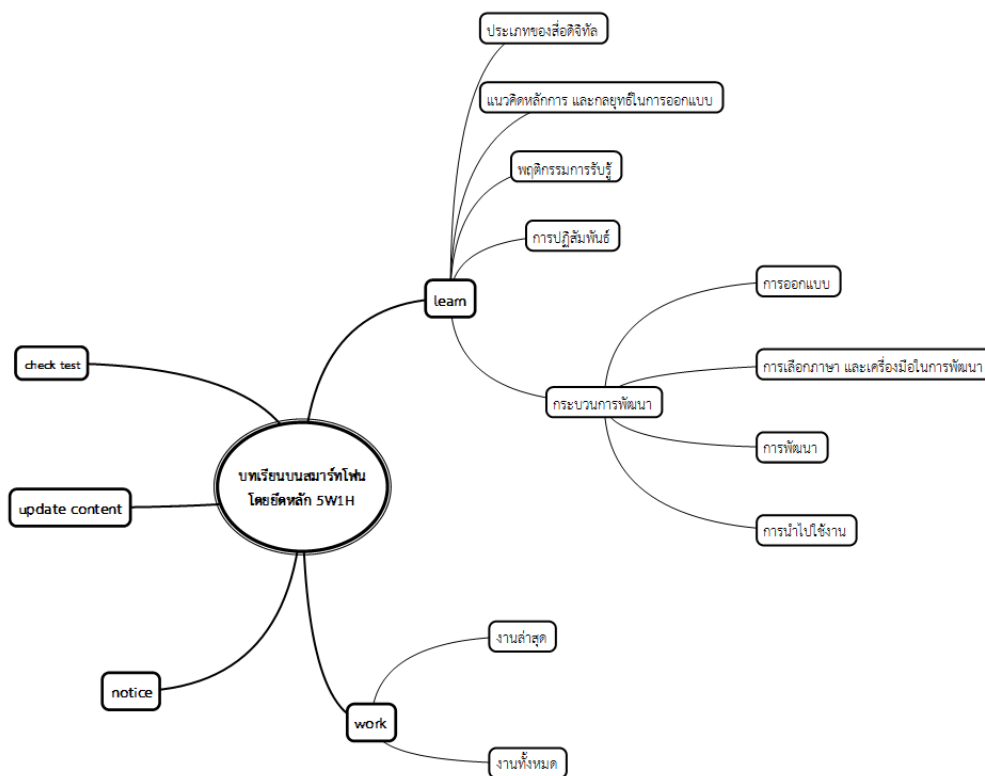 ประเภทของสื่อดิจิทัล
แนวคิดหลักการ และกลยุทธ์ในการออกแบบ
พฤติกรรมการรับรู้
การปฏิสัมพันธ์
learn
การออกแบบ
การเลือกภาษา และเครื่องมือในการพัฒนา
กระบวนการพัฒนา
การพัฒนา
การนำไปใช้งาน
check test
บทเรียนบนสมาร์ทโฟน
โดยยึดหลัก 5W1H
update content
notice
work
งานล่าสุด
งานทั้งหมด